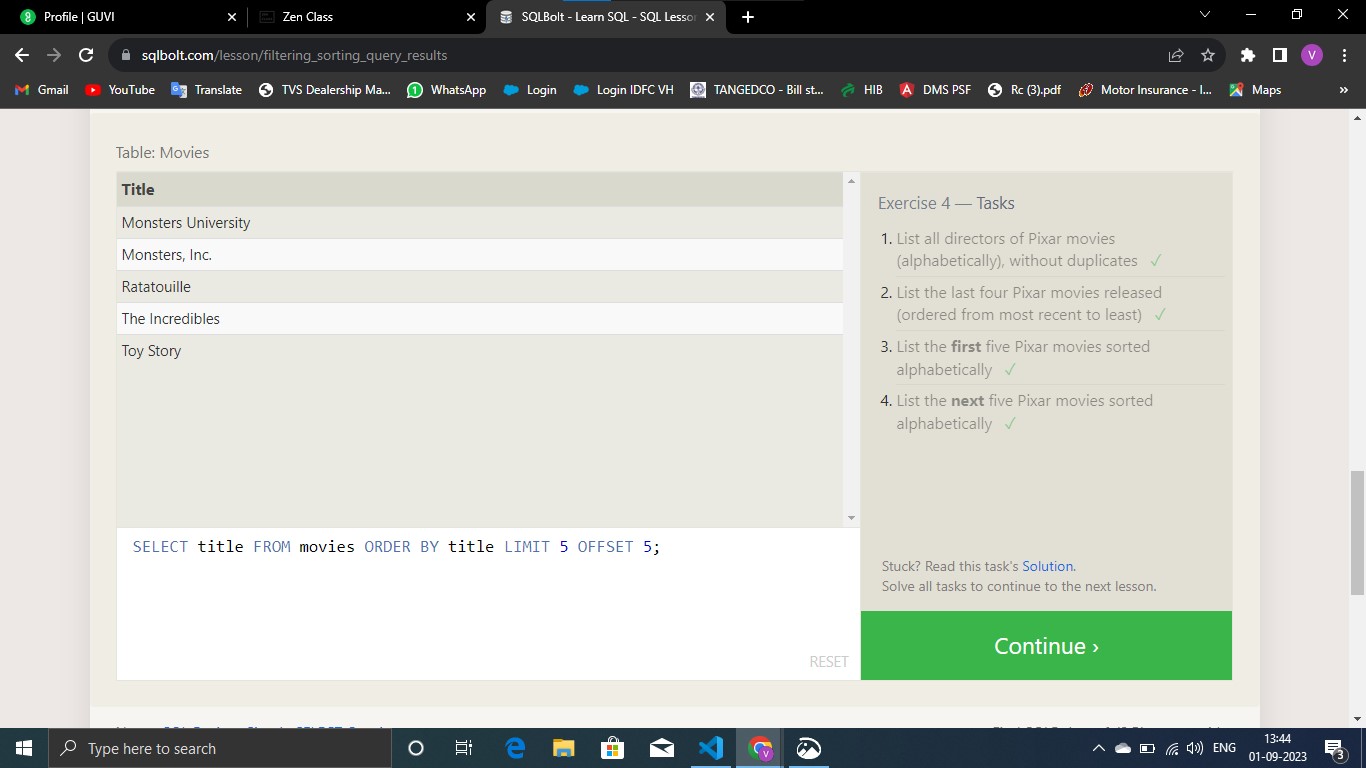 Profile | GUVI
Zen Class
SQLBolt - Learn SQL - SQL Lesson
sqlbolt.com/lesson/filtering_sorting_query_results
V
Gmail
YouTube
Translate
TVS Dealership Ma...
WhatsApp
Login
Login IDFC VH
TANGEDCO - Bill st...
HIB
DMS PSF
Rc (3).pdf
Motor Insurance - I...
Maps
»
Table: Movies
Title
Monsters University
Monsters, Inc.
Ratatouille
The Incredibles
Toy Story
SELECT title FROM movies ORDER BY title LIMIT 5 OFFSET 5;
RESET
Exercise 4 — Tasks
1. List all directors of Pixar movies
(alphabetically), without duplicates ✓
2. List the last four Pixar movies released
(ordered from most recent to least) ✓
3. List the first five Pixar movies sorted
alphabetically ✓
4. List the next five Pixar movies sorted
alphabetically ✓
Stuck? Read this task's Solution.
Solve all tasks to continue to the next lesson.
Continue ›
Type here to search
ENG
13:44
01-09-2023
3